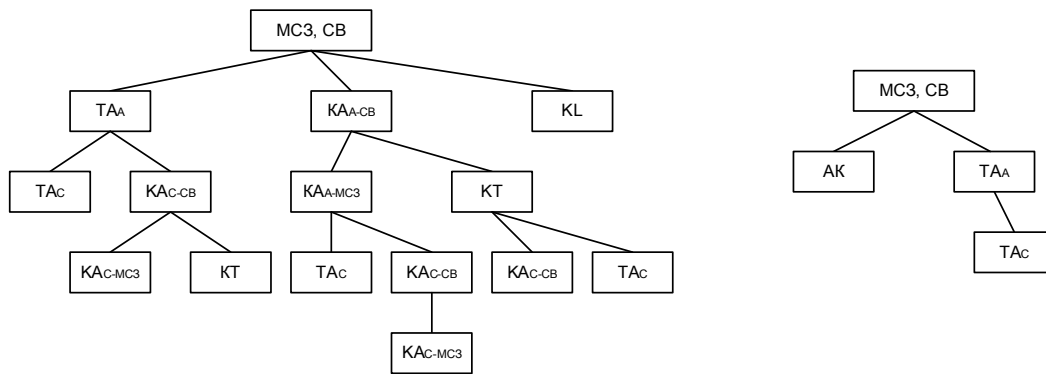 МСЗ, СВ
ТАА
КАА-СВ
KL
ТАС
КАС-СВ
КАА-МСЗ
КТ
КАС-МСЗ
КТ
ТАС
КАС-СВ
КАС-СВ
ТАС
КАС-МСЗ
МСЗ, СВ
АК
ТАА
ТАС